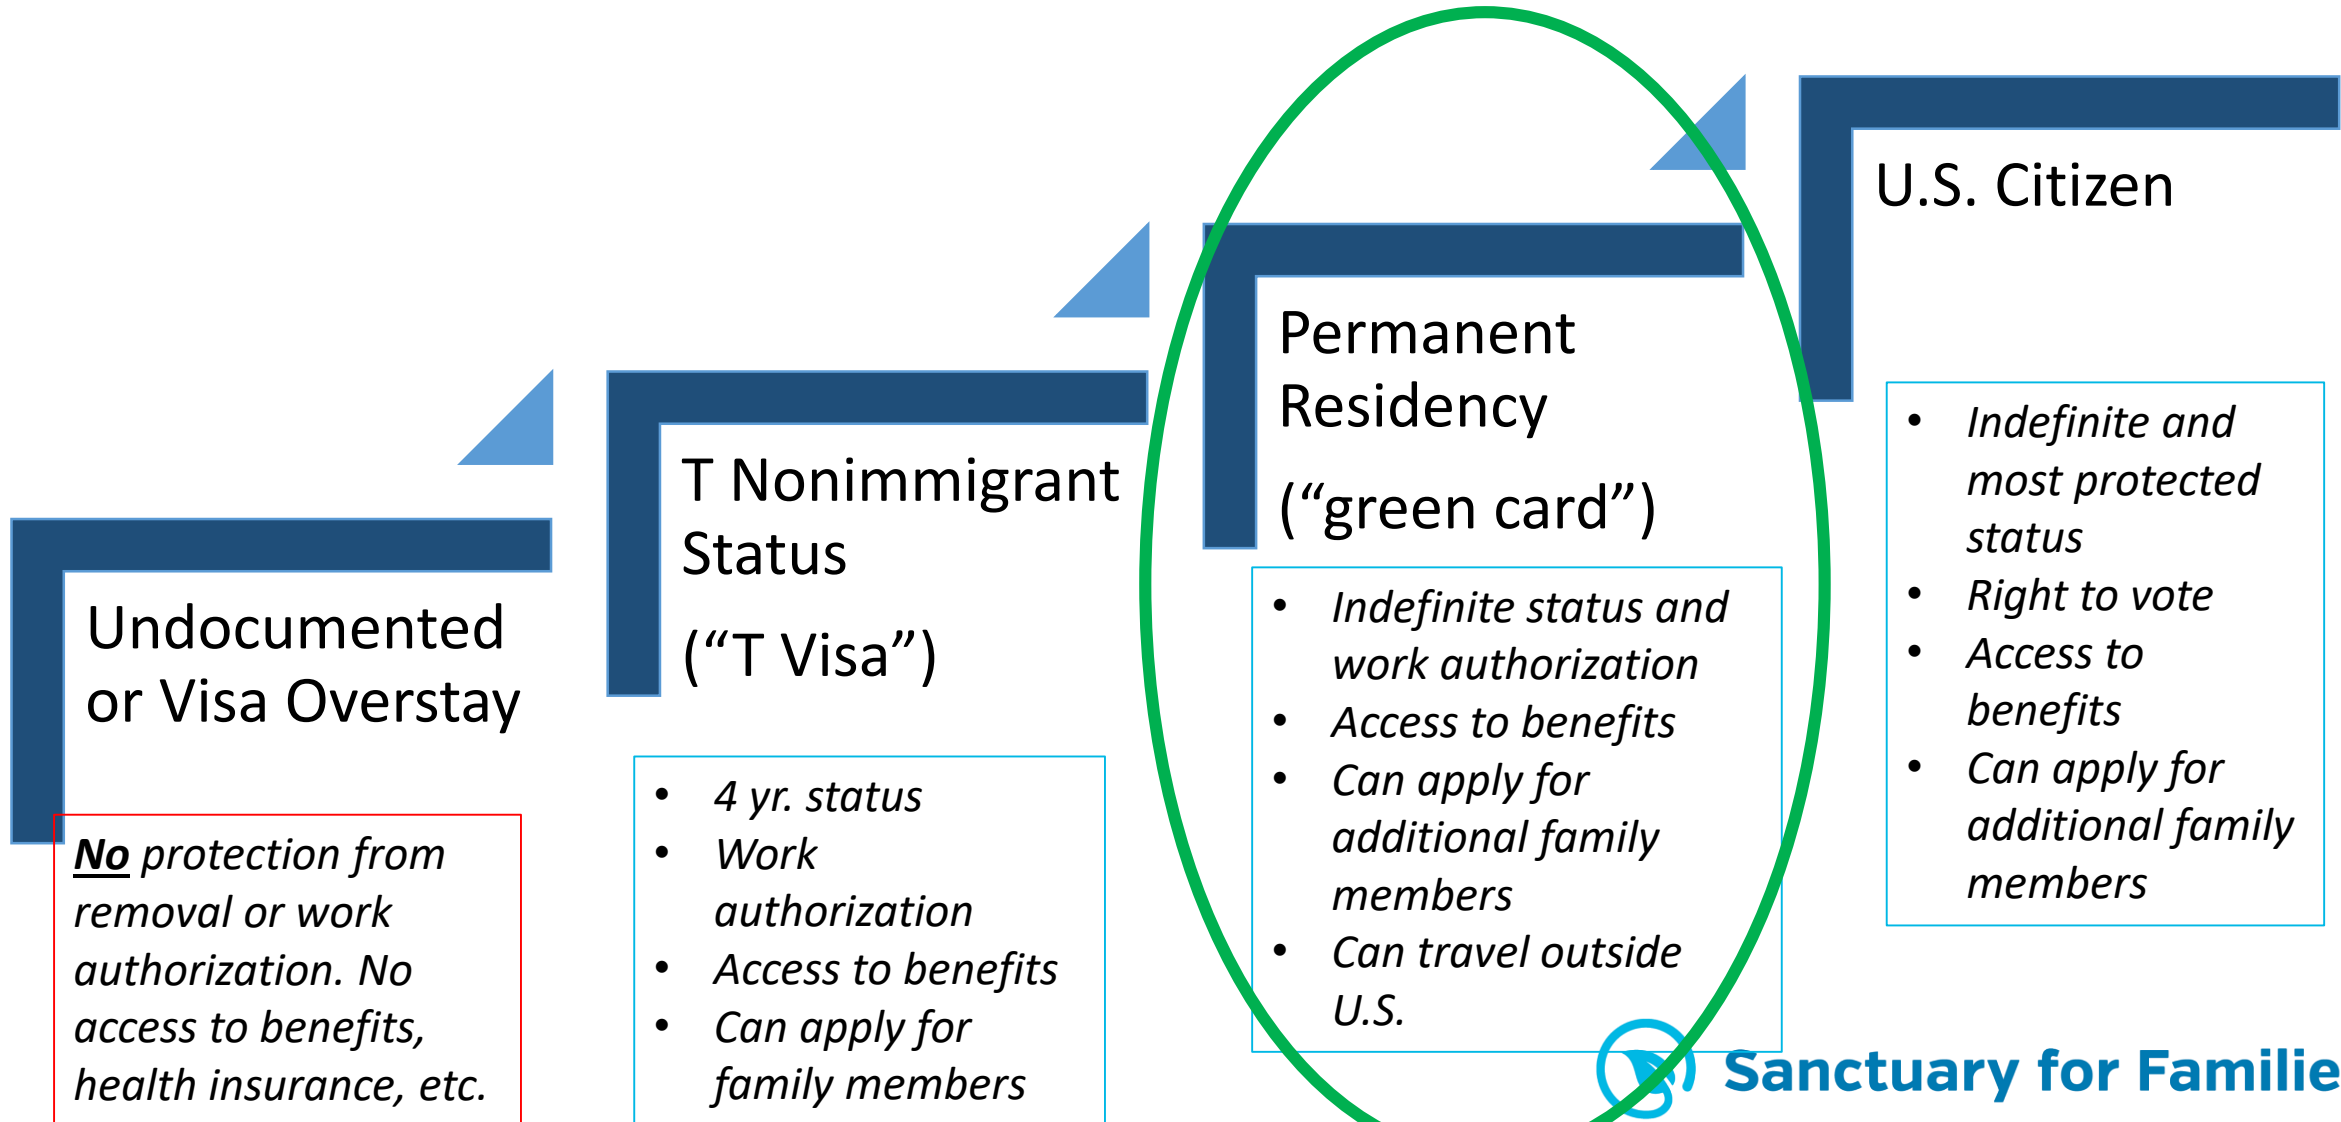 Undocumented
or Visa Overstay
No protection from
removal or work
authorization. No
access to benefits,
health insurance, etc.
T Nonimmigrant
Status
(“T Visa”)
• 4 yr. status
• Work
authorization
• Access to benefits
• Can apply for
family members
Permanent
Residency
(“green card”)
• Indefinite status and
work authorization
• Access to benefits
• Can apply for
additional family
members
• Can travel outside
U.S.
U.S. Citizen
• Indefinite and
most protected
status
• Right to vote
• Access to
benefits
• Can apply for
additional family
members
Sanctuary for Familie